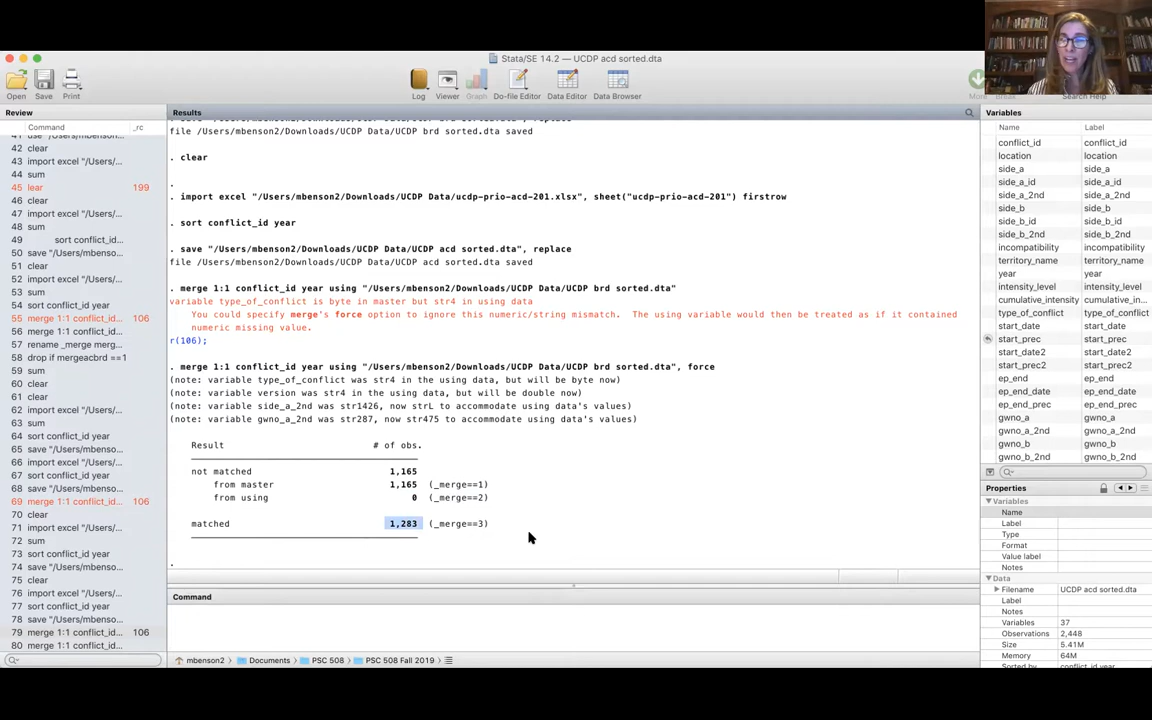 Stata/SE 14.2 — UCDP acd sorted.dta
Open Save Print Log Viewer Graph Do-file Editor Data Editor Data Browser More Break Search Help
Review
Command _rc
42 clear
43 import excel "/Users/...
44 sum
45 lear 199
46 clear
47 import excel "/Users/...
48 sum
49 sort conflict_id...
50 save "/Users/mbenso...
51 clear
52 import excel "/Users/...
53 sum
54 sort conflict_id year
55 merge 1:1 conflict_id... 106
56 merge 1:1 conflict_id...
57 rename _merge merg...
58 drop if mergeacbrd ==1
59 sum
60 clear
61 clear
62 import excel "/Users/...
63 sum
64 sort conflict_id year
65 save "/Users/mbenso...
66 import excel "/Users/...
67 sort conflict_id year
68 save "/Users/mbenso...
69 merge 1:1 conflict_id... 106
70 clear
71 import excel "/Users/...
72 sum
73 sort conflict_id year
74 save "/Users/mbenso...
75 clear
76 import excel "/Users/...
77 sort conflict_id year
78 save "/Users/mbenso...
79 merge 1:1 conflict_id... 106
80 merge 1:1 conflict_id...
Results
file /Users/mbenson2/Downloads/UCDP Data/UCDP brd sorted.dta saved
. clear
.
. import excel "/Users/mbenson2/Downloads/UCDP Data/ucdp-prio-acd-201.xlsx", sheet("ucdp-prio-acd-201") firstrow
. sort conflict_id year
. save "/Users/mbenson2/Downloads/UCDP Data/UCDP acd sorted.dta", replace
file /Users/mbenson2/Downloads/UCDP Data/UCDP acd sorted.dta saved
. merge 1:1 conflict_id year using "/Users/mbenson2/Downloads/UCDP Data/UCDP brd sorted.dta"
variable type_of_conflict is byte in master but str4 in using data
You could specify merge's force option to ignore this numeric/string mismatch. The using variable would then be treated as if it contained
numeric missing value.
r(106);
. merge 1:1 conflict_id year using "/Users/mbenson2/Downloads/UCDP Data/UCDP brd sorted.dta", force
(note: variable type_of_conflict was str4 in the using data, but will be byte now)
(note: variable version was str4 in the using data, but will be double now)
(note: variable side_a_2nd was str1426, now strL to accommodate using data's values)
(note: variable gwno_a_2nd was str287, now str475 to accommodate using data's values)
Result # of obs.
not matched 1,165
from master 1,165 (_merge==1)
from using 0 (_merge==2)
matched 1,283 (_merge==3)
.
Command
mbenson2 Documents PSC 508 PSC 508 Fall 2019
Variables
Name Label
conflict_id conflict_id
location location
side_a side_a
side_a_id side_a_id
side_a_2nd side_a_2nd
side_b side_b
side_b_id side_b_id
side_b_2nd side_b_2nd
incompatibility incompatibility
territory_name territory_name
year year
intensity_level intensity_level
cumulative_intensity cumulative_in...
type_of_conflict type_of_conflict
start_date start_date
start_prec start_prec
start_date2 start_date2
start_prec2 start_prec2
ep_end ep_end
ep_end_date ep_end_date
ep_end_prec ep_end_prec
gwno_a gwno_a
gwno_a_2nd gwno_a_2nd
gwno_b gwno_b
gwno_b_2nd gwno_b_2nd
Properties
Variables
Name
Label
Type
Format
Value label
Notes
Data
Filename UCDP acd sorted.dta
Label
Notes
Variables 37
Observations 2,448
Size 5.41M
Memory 64M
Sorted by conflict_id year